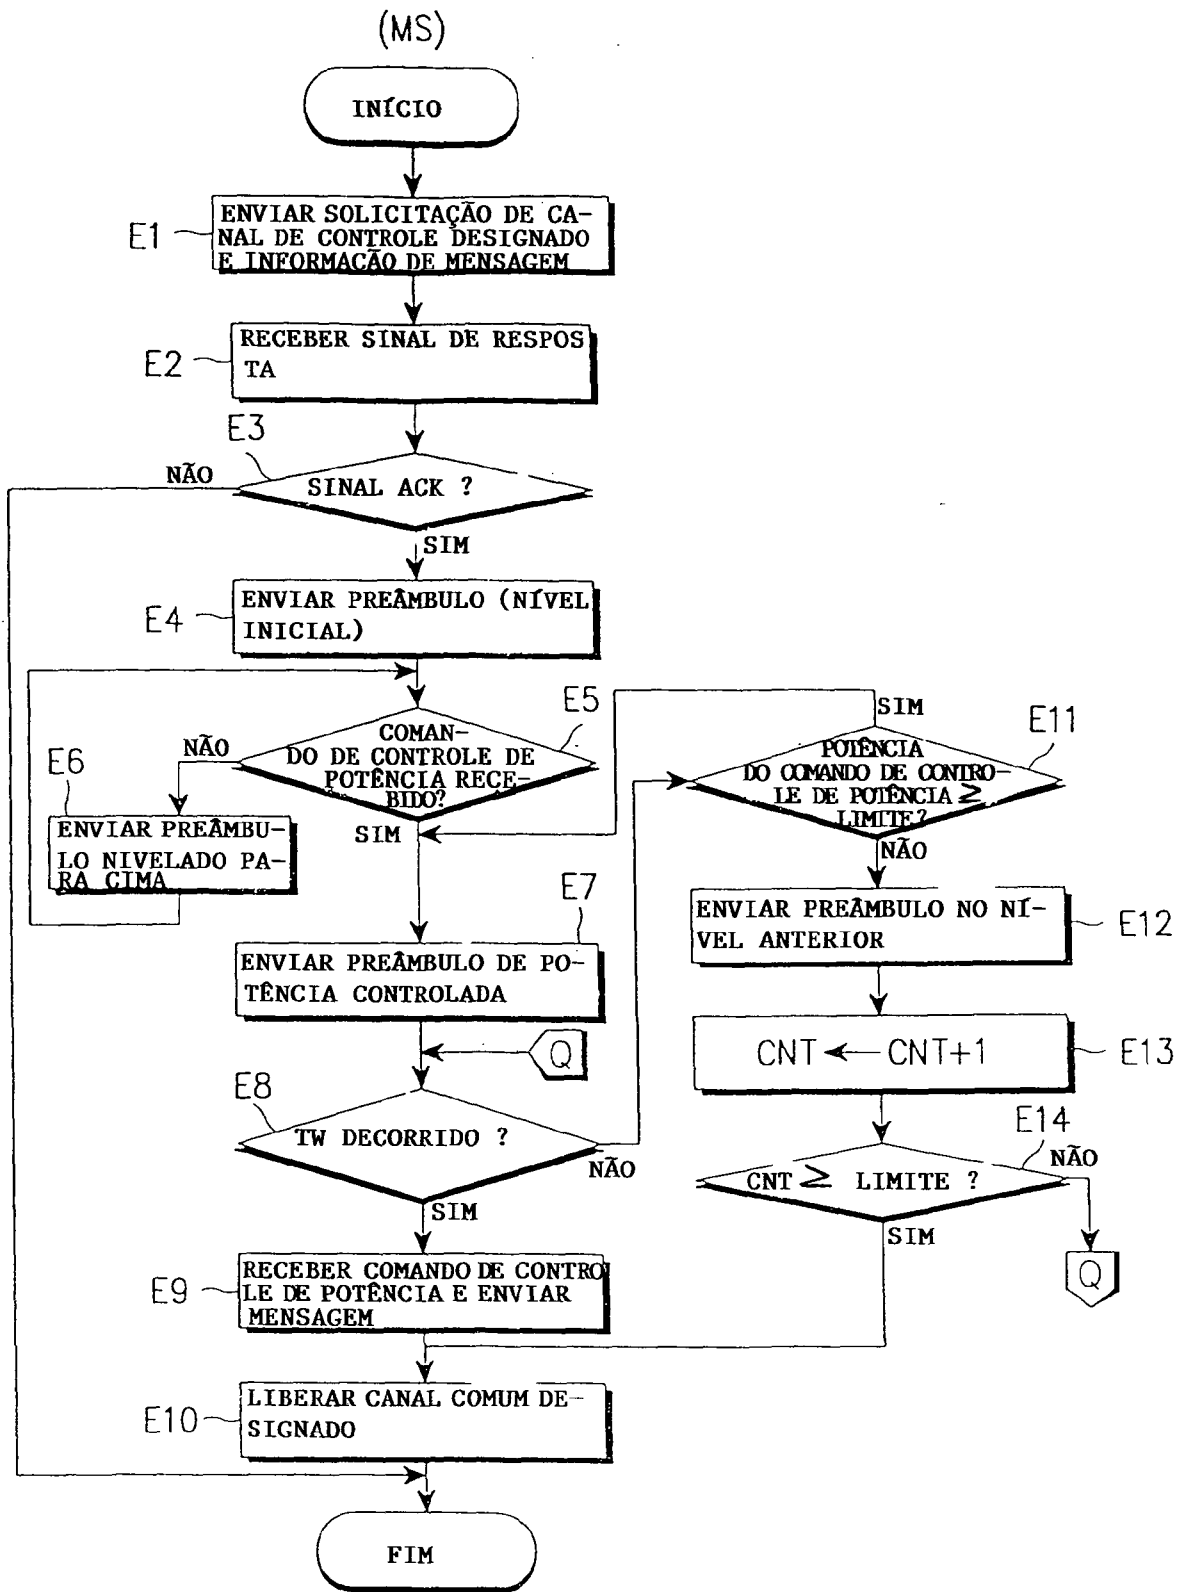 (MS)
INÍCIO
E1
ENVIAR SOLICITAÇÃO DE CA-
NAL DE CONTROLE DESIGNADO
E INFORMAÇÃO DE MENSAGEM
E2
RECEBER SINAL DE RESPOS
TA
E3
NÃO
SINAL ACK ?
SIM
E4
ENVIAR PREÂMBULO (NÍVEL
INICIAL)
E5
COMAN-
DO DE CONTROLE DE
POTÊNCIA RECE-
BIDO?
NÃO
SIM
E6
ENVIAR PREÂMBU-
LO NIVELADO PA-
RA CIMA
E7
ENVIAR PREÂMBULO DE PO-
TÊNCIA CONTROLADA
Q
E8
TW DECORRIDO ?
NÃO
SIM
E9
RECEBER COMANDO DE CONTRO
LE DE POTÊNCIA E ENVIAR
MENSAGEM
E10
LIBERAR CANAL COMUM DE-
SIGNADO
FIM
SIM
E11
POTÊNCIA
DO COMANDO DE CONTRO-
LE DE POTÊNCIA ≥
LIMITE?
NÃO
ENVIAR PREÂMBULO NO NÍ-
VEL ANTERIOR
E12
CNT ← CNT+1
E13
E14
CNT ≥ LIMITE ?
NÃO
SIM
Q